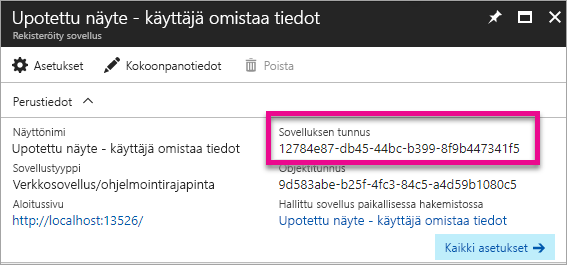 Upotettu näyte - käyttäjä omistaa tiedot
Rekisteröity sovellus
Asetukset
Kokoonpanotiedot
Poista
Perustiedot
Näyttönimi
Upotettu näyte - käyttäjä omistaa tiedot
Sovellustyyppi
Verkkosovellus/ohjelmointirajapinta
Aloitussivu
http://localhost:13526/
Sovelluksen tunnus
12784e87-db45-44bc-b399-8f9b447341f5
Objektitunnus
9d583abe-b25f-4fc3-84c5-a4d59b1080c5
Hallittu sovellus paikallisessa hakemistossa
Upotettu näyte - käyttäjä omistaa tiedot
Kaikki asetukset →